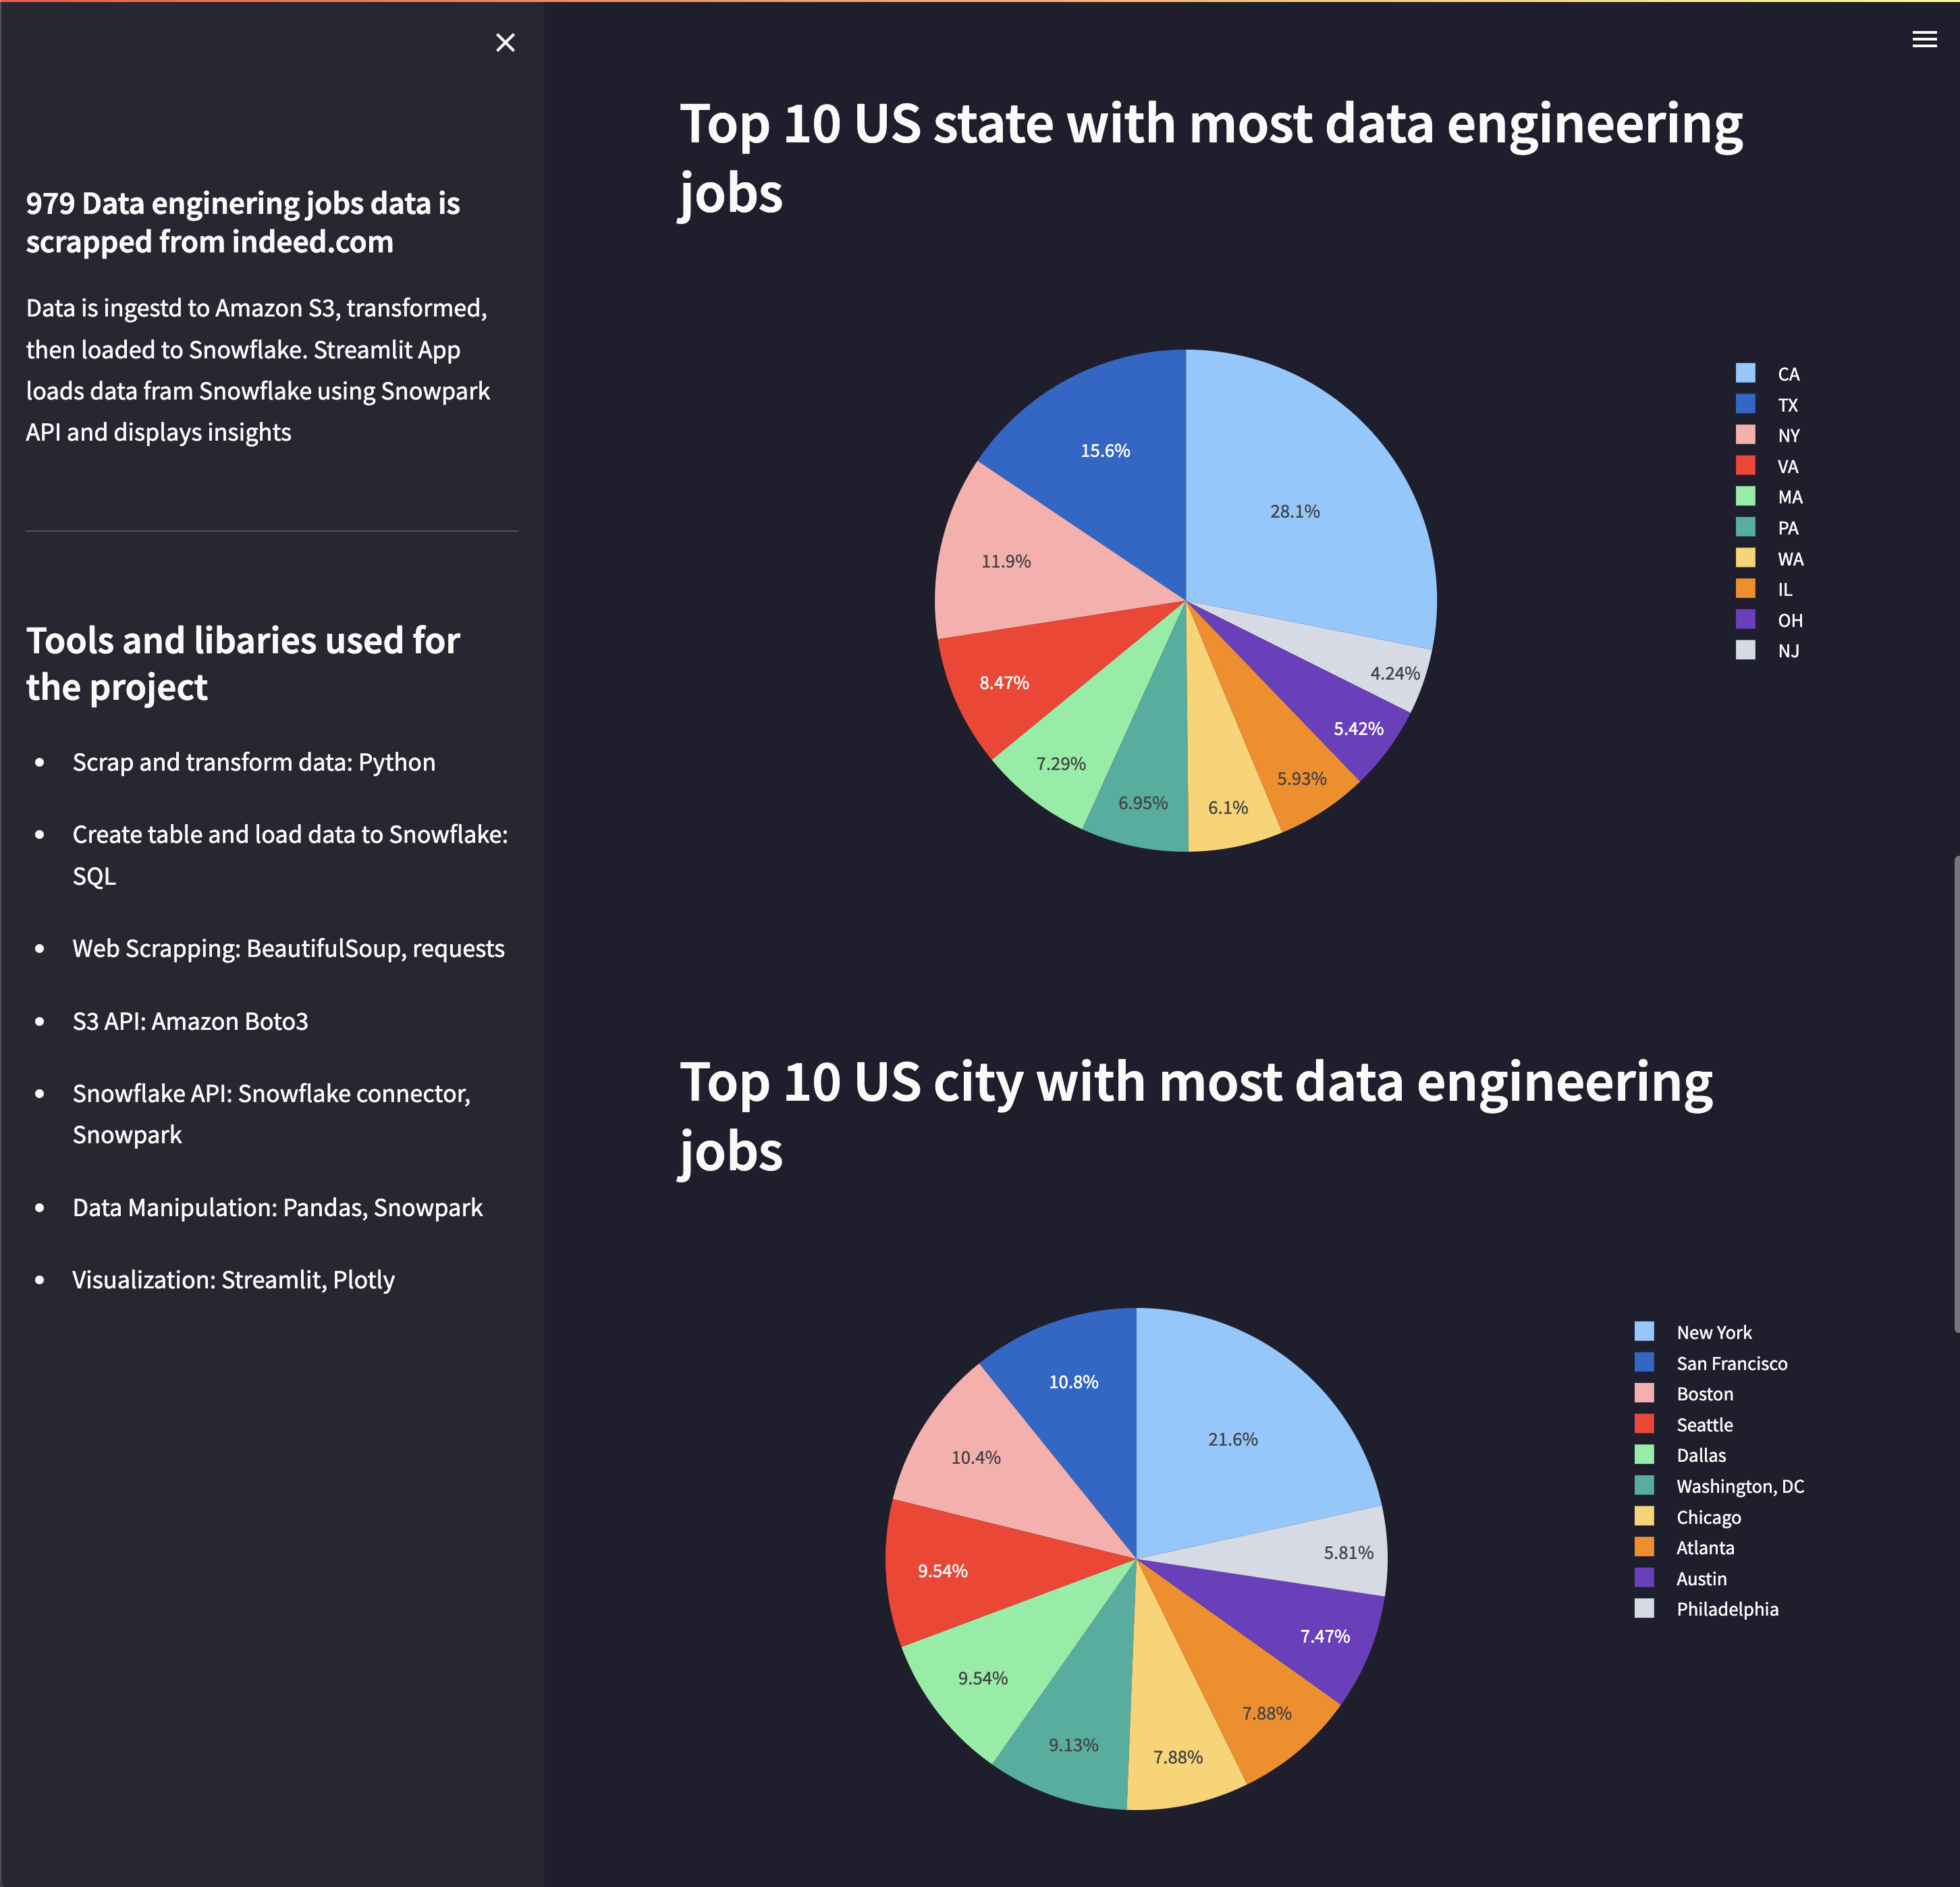 979 Data enginering jobs data is
scrapped from indeed.com
Data is ingestd to Amazon S3, transformed,
then loaded to Snowflake. Streamlit App
loads data fram Snowflake using Snowpark
API and displays insights
Tools and libaries used for
the project
Scrap and transform data: Python
Create table and load data to Snowflake:
SQL
Web Scrapping: BeautifulSoup, requests
S3 API: Amazon Boto3
Snowflake API: Snowflake connector,
Snowpark
Data Manipulation: Pandas, Snowpark
Visualization: Streamlit, Plotly
Top 10 US state with most data engineering
jobs
15.6%
28.1%
11.9%
8.47%
7.29%
6.95%
6.1%
5.93%
5.42%
4.24%
CA
TX
NY
VA
MA
PA
WA
IL
OH
NJ
Top 10 US city with most data engineering
jobs
10.8%
21.6%
10.4%
9.54%
9.54%
9.13%
7.88%
7.88%
7.47%
5.81%
New York
San Francisco
Boston
Seattle
Dallas
Washington, DC
Chicago
Atlanta
Austin
Philadelphia